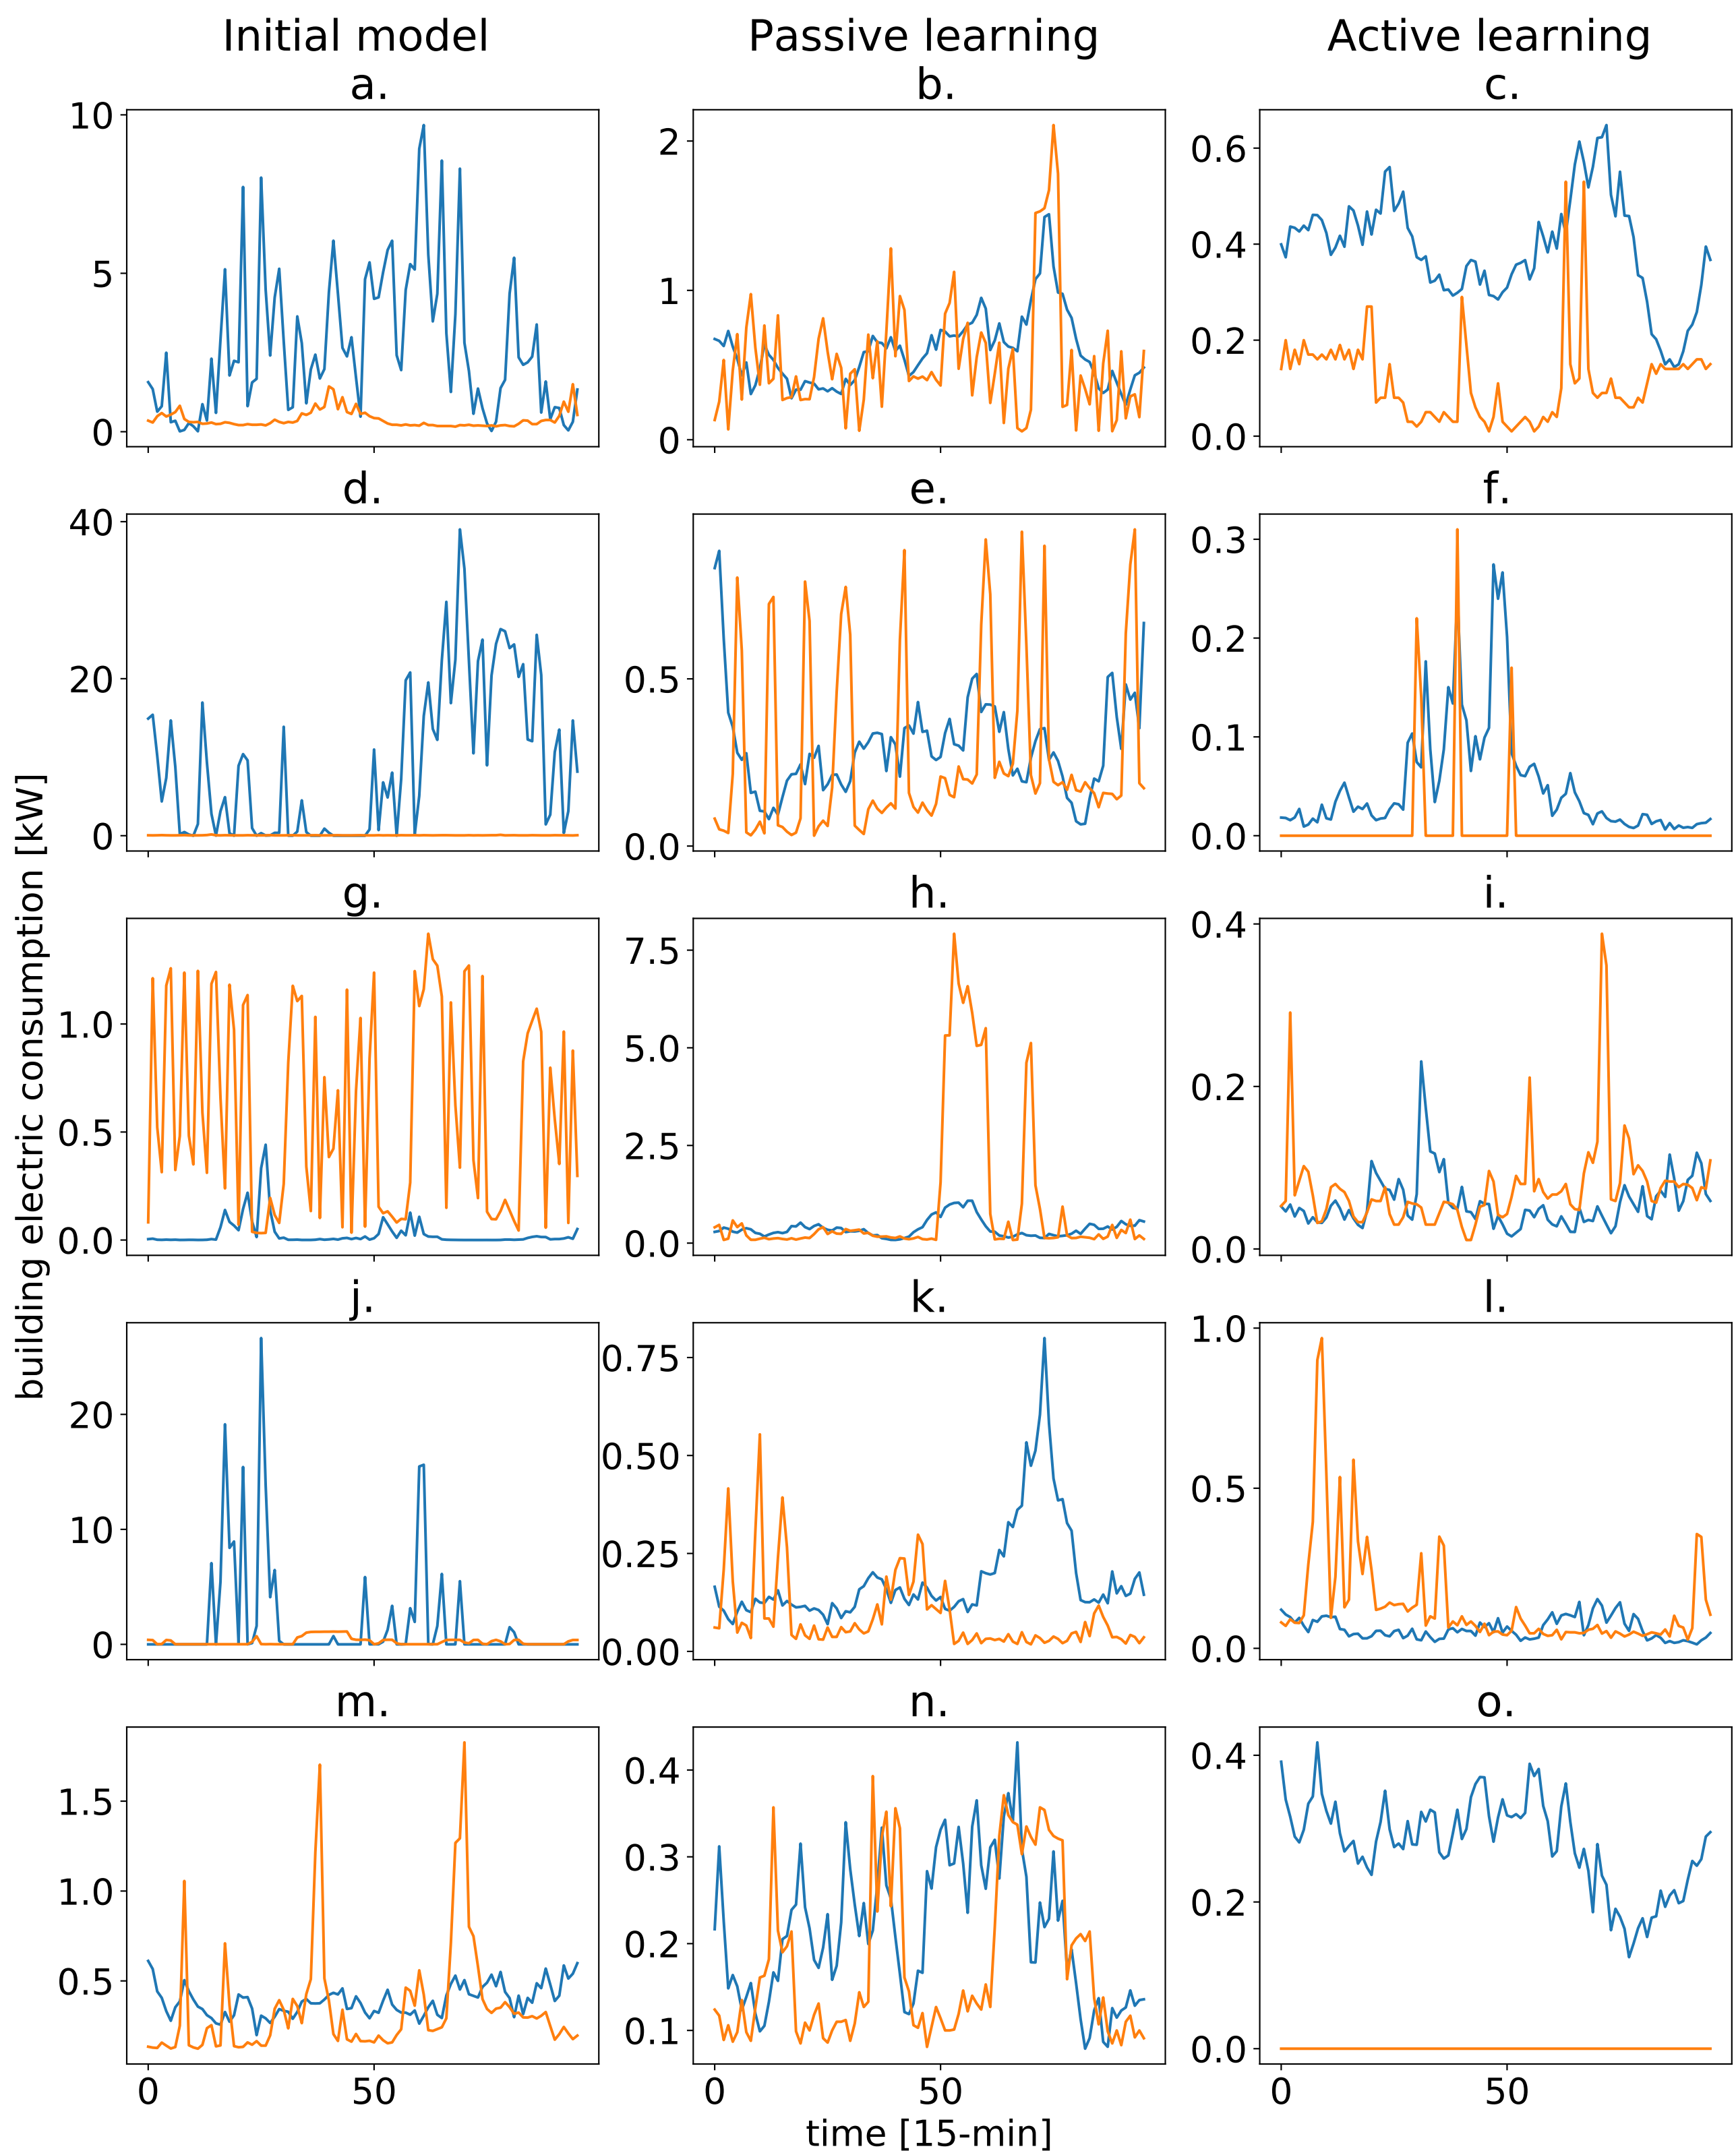 Initial model Passive learning Active learning
a. b. c.
10 2 0.6
5 1 0.4
0 0 0.2
0.0
d. e. f.
40 0.5 0.3
20 0.0 0.2
0 0.1
0.0
g. h. i.
1.0 7.5 0.4
0.5 5.0 0.2
0.0 2.5 0.0
0.0
j. k. l.
20 0.75 1.0
10 0.50 0.5
0 0.25 0.0
0.00
m. n. o.
1.5 0.4 0.4
1.0 0.3 0.2
0.5 0.2 0.0
0.1
0 50 0 50 0 50
time [15-min]
building electric consumption [kW]